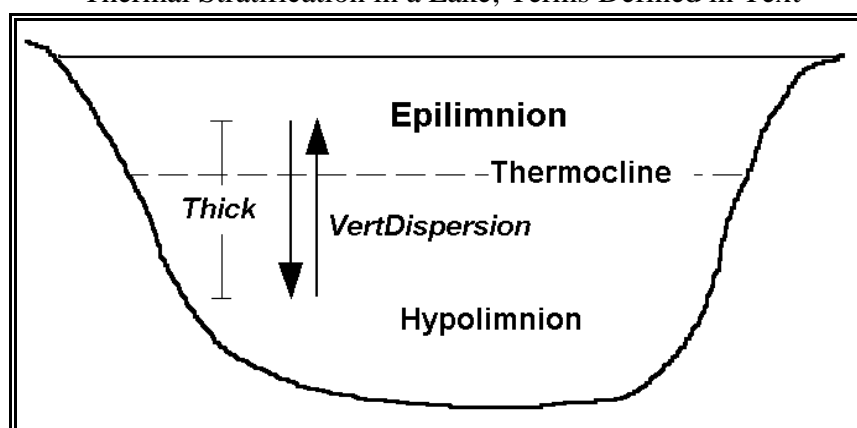 Thermal Stratification in a Lake; Terms Defined in Text
Epilimnion
Thermocline
Thick
VertDispersion
Hypolimnion